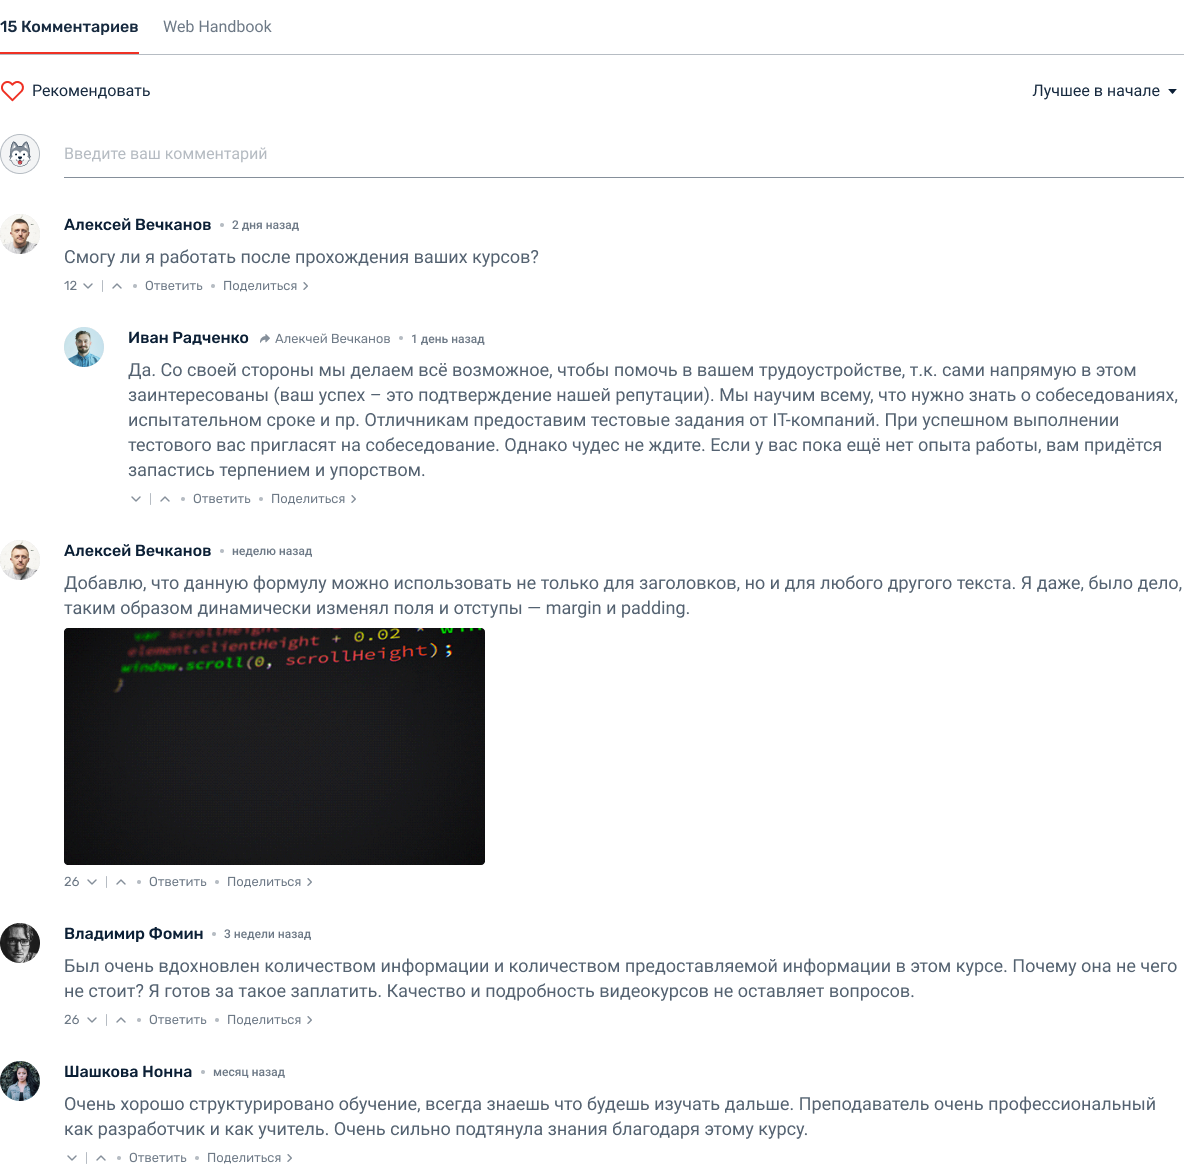 15 Комментариев Web Handbook
Рекомендовать Лучшее в начале
Введите ваш комментарий
Алексей Вечканов • 2 дня назад
Смогу ли я работать после прохождения ваших курсов?
12 | • Ответить • Поделиться
Иван Радченко Алекчей Вечканов • 1 день назад
Да. Со своей стороны мы делаем всё возможное, чтобы помочь в вашем трудоустройстве, т.к. сами напрямую в этом
заинтересованы (ваш успех – это подтверждение нашей репутации). Мы научим всему, что нужно знать о собеседованиях,
испытательном сроке и пр. Отличникам предоставим тестовые задания от IT-компаний. При успешном выполнении
тестового вас пригласят на собеседование. Однако чудес не ждите. Если у вас пока ещё нет опыта работы, вам придётся
запастись терпением и упорством.
| • Ответить • Поделиться
Алексей Вечканов • неделю назад
Добавлю, что данную формулу можно использовать не только для заголовков, но и для любого другого текста. Я даже, было дело,
таким образом динамически изменял поля и отступы — margin и padding.
var scrollHeight
element.clientHeight + 0.02 *
window.scroll(0, scrollHeight);
}
26 | • Ответить • Поделиться
Владимир Фомин • 3 недели назад
Был очень вдохновлен количеством информации и количеством предоставляемой информации в этом курсе. Почему она не чего
не стоит? Я готов за такое заплатить. Качество и подробность видеокурсов не оставляет вопросов.
26 | • Ответить • Поделиться
Шашкова Нонна • месяц назад
Очень хорошо структурировано обучение, всегда знаешь что будешь изучать дальше. Преподаватель очень профессиональный
как разработчик и как учитель. Очень сильно подтянула знания благодаря этому курсу.
| • Ответить • Поделиться